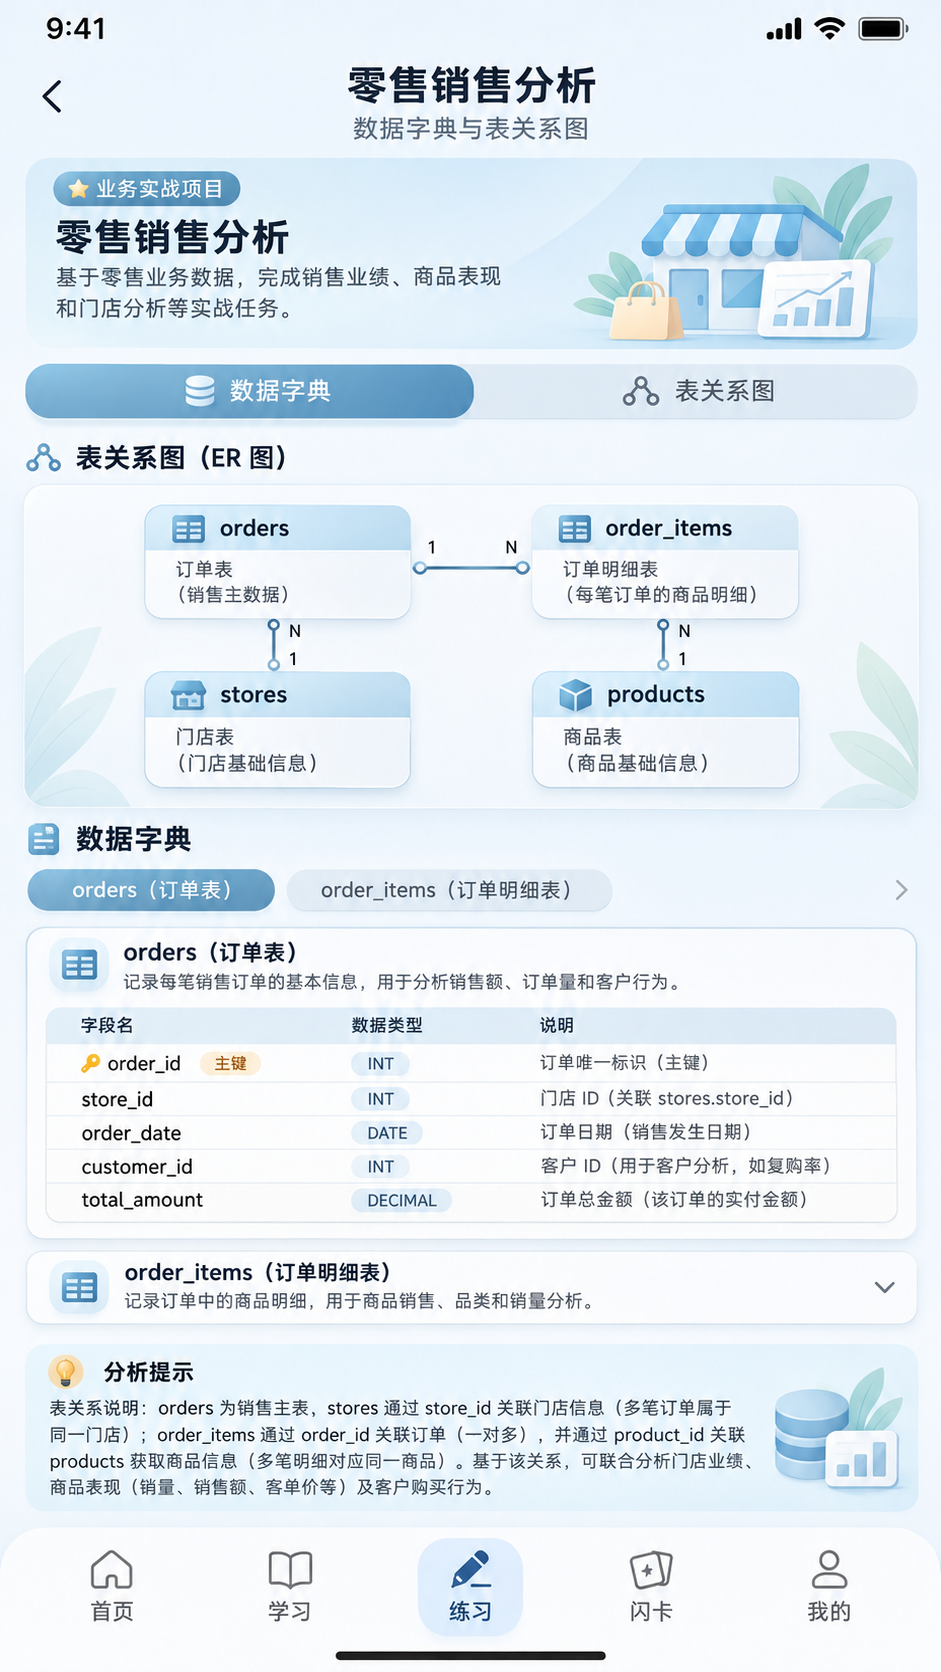 9:41
零售销售分析
数据字典与表关系图
业务实战项目
零售销售分析
基于零售业务数据，完成销售业绩、商品表现
和门店分析等实战任务。
数据字典
表关系图
表关系图（ER 图）
orders
订单表
（销售主数据）
1 N
order_items
订单明细表
（每笔订单的商品明细）
N
1
N
1
stores
门店表
（门店基础信息）
products
商品表
（商品基础信息）
数据字典
orders（订单表）
order_items（订单明细表）
orders（订单表）
记录每笔销售订单的基本信息，用于分析销售额、订单量和客户行为。
字段名 数据类型 说明
order_id 主键 INT 订单唯一标识（主键）
store_id INT 门店 ID（关联 stores.store_id）
order_date DATE 订单日期（销售发生日期）
customer_id INT 客户 ID（用于客户分析，如复购率）
total_amount DECIMAL 订单总金额（该订单的实付金额）
order_items（订单明细表）
记录订单中的商品明细，用于商品销售、品类和销量分析。
分析提示
表关系说明：orders 为销售主表，stores 通过 store_id 关联门店信息（多笔订单属于
同一门店）；order_items 通过 order_id 关联订单（一对多），并通过 product_id 关联
products 获取商品信息（多笔明细对应同一商品）。基于该关系，可联合分析门店业绩、
商品表现（销量、销售额、客单价等）及客户购买行为。
首页
学习
练习
闪卡
我的